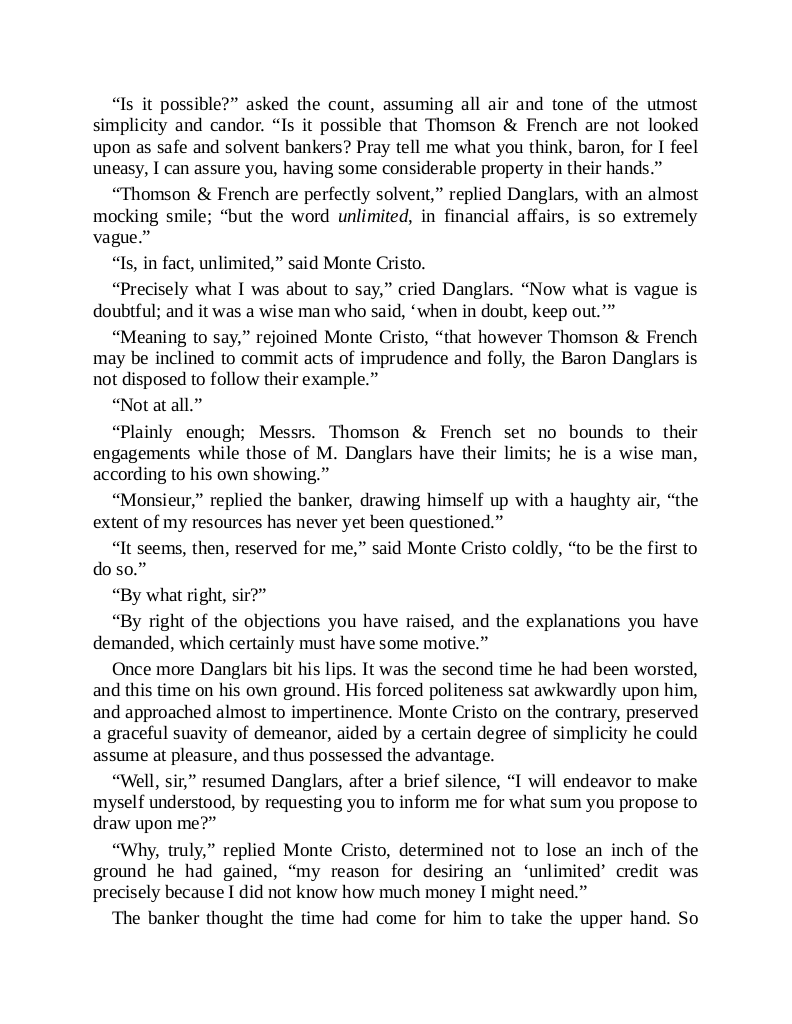 “Is it possible?” asked the count, assuming all air and tone of the utmost
simplicity and candor. “Is it possible that Thomson & French are not looked
upon as safe and solvent bankers? Pray tell me what you think, baron, for I feel
uneasy, I can assure you, having some considerable property in their hands.”
“Thomson & French are perfectly solvent,” replied Danglars, with an almost
mocking smile; “but the word unlimited, in financial affairs, is so extremely
vague.”
“Is, in fact, unlimited,” said Monte Cristo.
“Precisely what I was about to say,” cried Danglars. “Now what is vague is
doubtful; and it was a wise man who said, ‘when in doubt, keep out.’”
“Meaning to say,” rejoined Monte Cristo, “that however Thomson & French
may be inclined to commit acts of imprudence and folly, the Baron Danglars is
not disposed to follow their example.”
“Not at all.”
“Plainly enough; Messrs. Thomson & French set no bounds to their
engagements while those of M. Danglars have their limits; he is a wise man,
according to his own showing.”
“Monsieur,” replied the banker, drawing himself up with a haughty air, “the
extent of my resources has never yet been questioned.”
“It seems, then, reserved for me,” said Monte Cristo coldly, “to be the first to
do so.”
“By what right, sir?”
“By right of the objections you have raised, and the explanations you have
demanded, which certainly must have some motive.”
Once more Danglars bit his lips. It was the second time he had been worsted,
and this time on his own ground. His forced politeness sat awkwardly upon him,
and approached almost to impertinence. Monte Cristo on the contrary, preserved
a graceful suavity of demeanor, aided by a certain degree of simplicity he could
assume at pleasure, and thus possessed the advantage.
“Well, sir,” resumed Danglars, after a brief silence, “I will endeavor to make
myself understood, by requesting you to inform me for what sum you propose to
draw upon me?”
“Why, truly,” replied Monte Cristo, determined not to lose an inch of the
ground he had gained, “my reason for desiring an ‘unlimited’ credit was
precisely because I did not know how much money I might need.”
The banker thought the time had come for him to take the upper hand. So